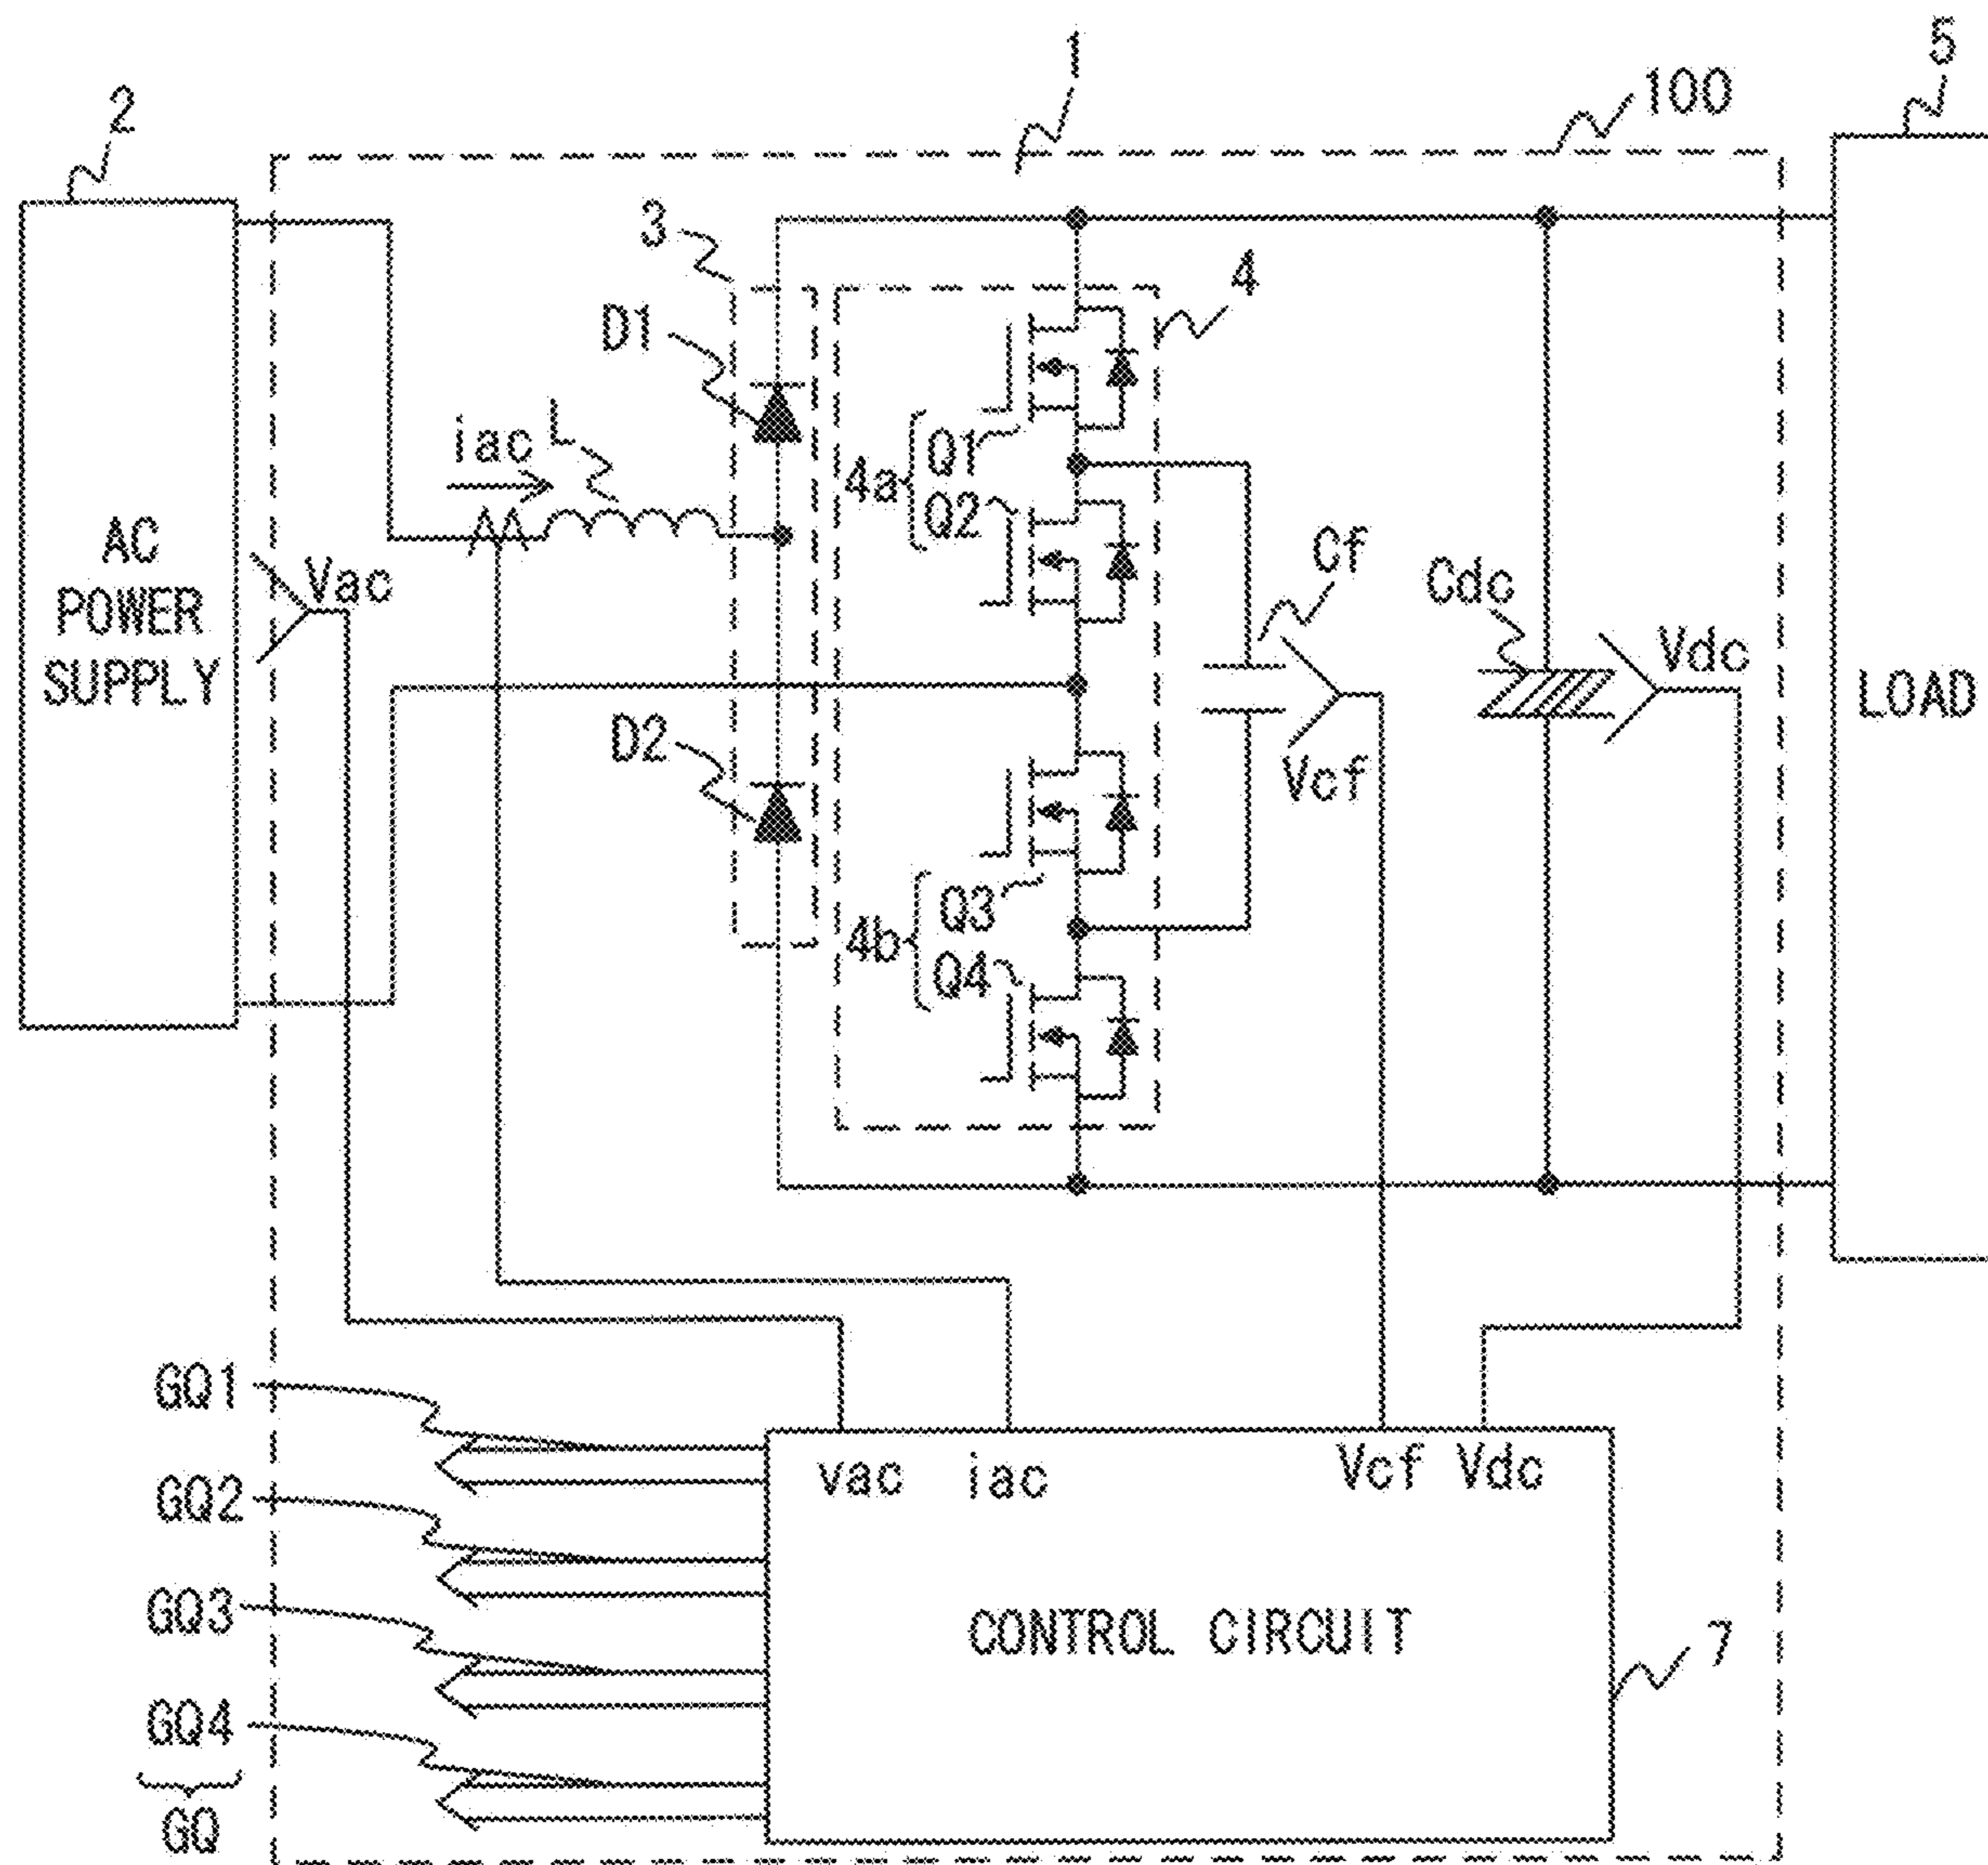 1
5
2
100
3
4
D1
iac
L
4a
Q1
Q2
Cf
AC
POWER
SUPPLY
Vac
Cdc
Vdc
LOAD
D2
Vcf
4b
Q3
Q4
GQ1
GQ2
GQ3
GQ4
GQ
vac
iac
Vcf
Vdc
CONTROL CIRCUIT
7